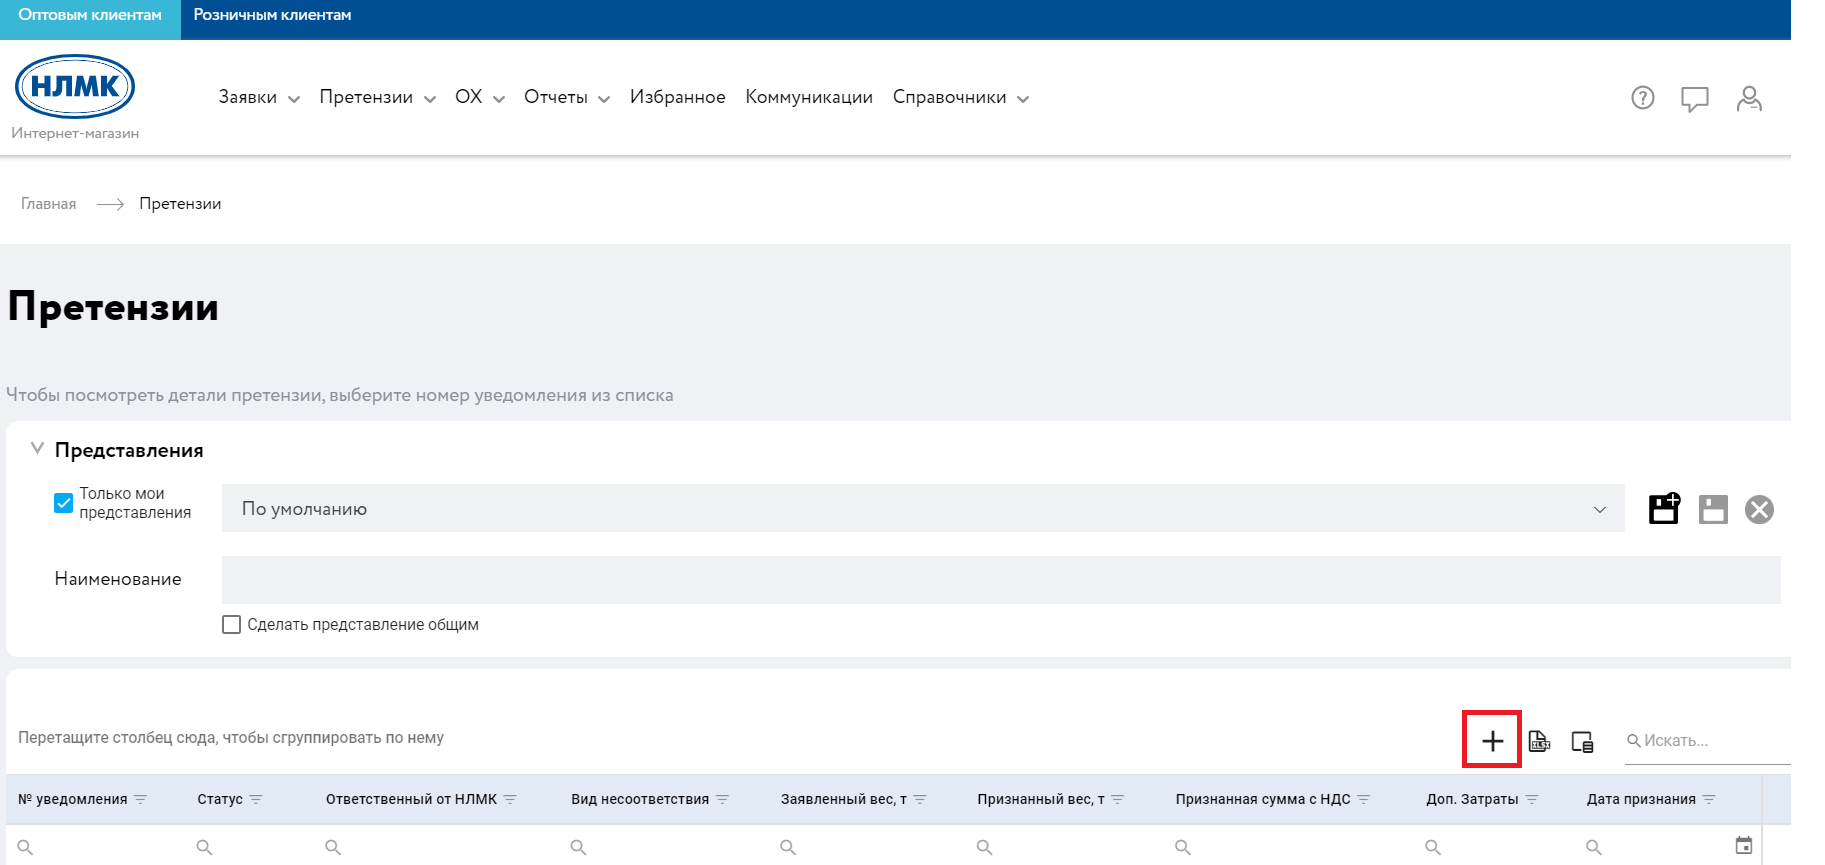 Оптовым клиентам Розничным клиентам
НЛМК
Интернет-магазин
Заявки Претензии ОХ Отчеты Избранное Коммуникации Справочники
Главная Претензии
Претензии
Чтобы посмотреть детали претензии, выберите номер уведомления из списка
Представления
Только мои
представления
По умолчанию
Наименование
Сделать представление общим
Перетащите столбец сюда, чтобы сгруппировать по нему
XLSX
Искать...
№ уведомления Статус Ответственный от НЛМК Вид несоответствия Заявленный вес, т Признанный вес, т Признанная сумма с НДС Доп. Затраты Дата признания